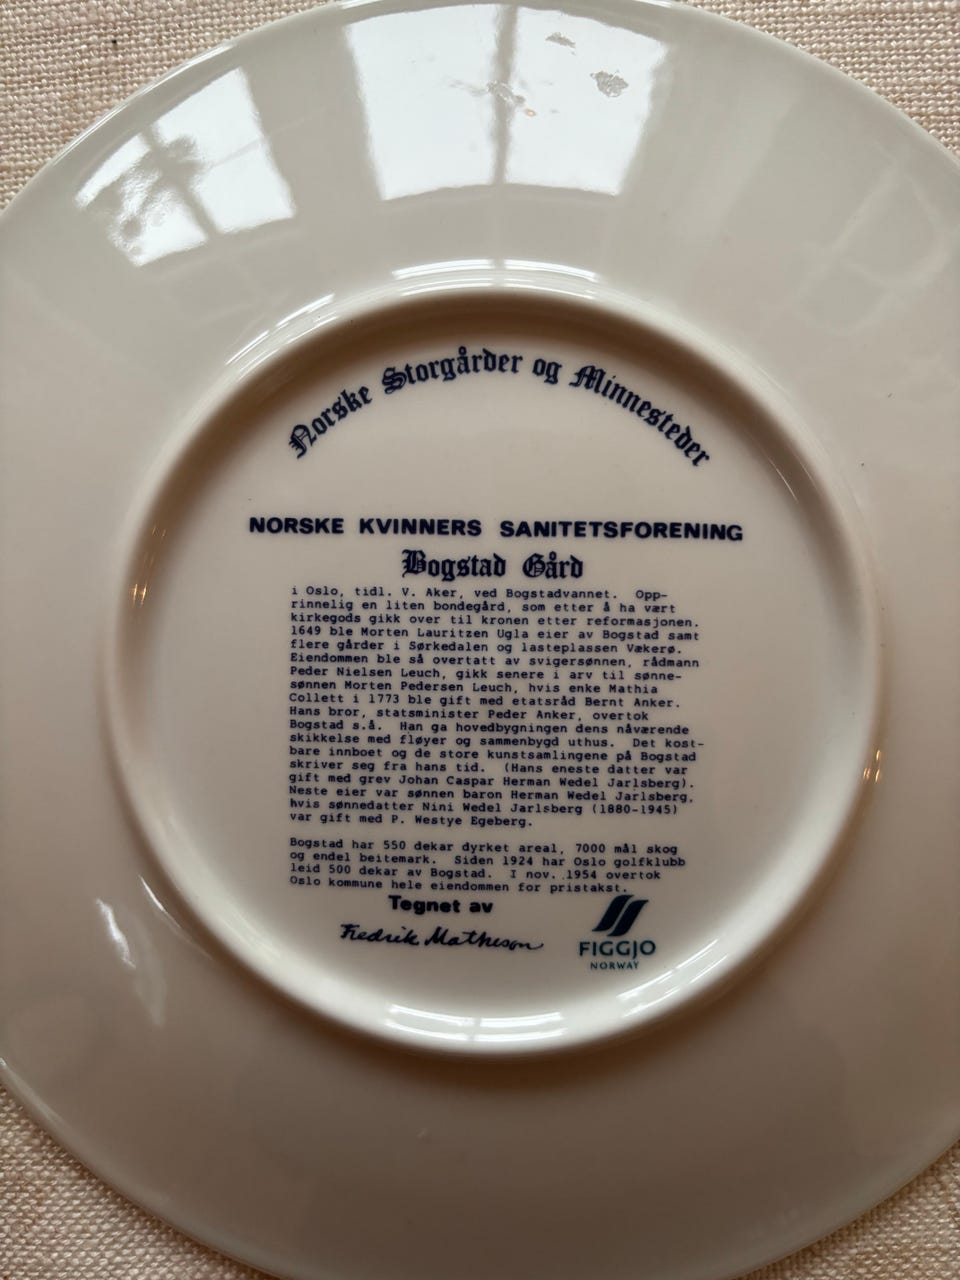 Norske Storgårder og Minnesteder
NORSKE KVINNERS SANITETSFORENING
Bogstad Gård
i Oslo, tidl. V. Aker, ved Bogstadvannet. Opp-
rinnelig en liten bondegård, som etter å ha vært
kirkegods gikk over til kronen etter reformasjonen.
1649 ble Morten Lauritzen Ugla eier av Bogstad samt
flere gårder i Sørkedalen og lasteplassen Vækerø.
Eiendommen ble så overtatt av svigersønnen, rådmann
Peder Nielsen Leuch, gikk senere i arv til sønne-
sønnen Morten Pedersen Leuch, hvis enke Mathia
Collett i 1773 ble gift med etatsråd Bernt Anker.
Hans bror, statsminister Peder Anker, overtok
Bogstad s.å. Han ga hovedbygningen dens nåværende
skikkelse med fløyer og sammenbygd uthus. Det kost-
bare innboet og de store kunstsamlingene på Bogstad
skriver seg fra hans tid. (Hans eneste datter var
gift med grev Johan Caspar Herman Wedel Jarlsberg).
Neste eier var sønnen baron Herman Wedel Jarlsberg,
hvis sønnedatter Nini Wedel Jarlsberg (1880-1945)
var gift med P. Westye Egeberg.
Bogstad har 550 dekar dyrket areal, 7000 mål skog
og endel beitemark. Siden 1924 har Oslo golfklubb
leid 500 dekar av Bogstad. I nov. 1954 overtok
Oslo kommune hele eiendommen for pristakst.
Tegnet av
Fredrik Matheson
FIGGJO
NORWAY